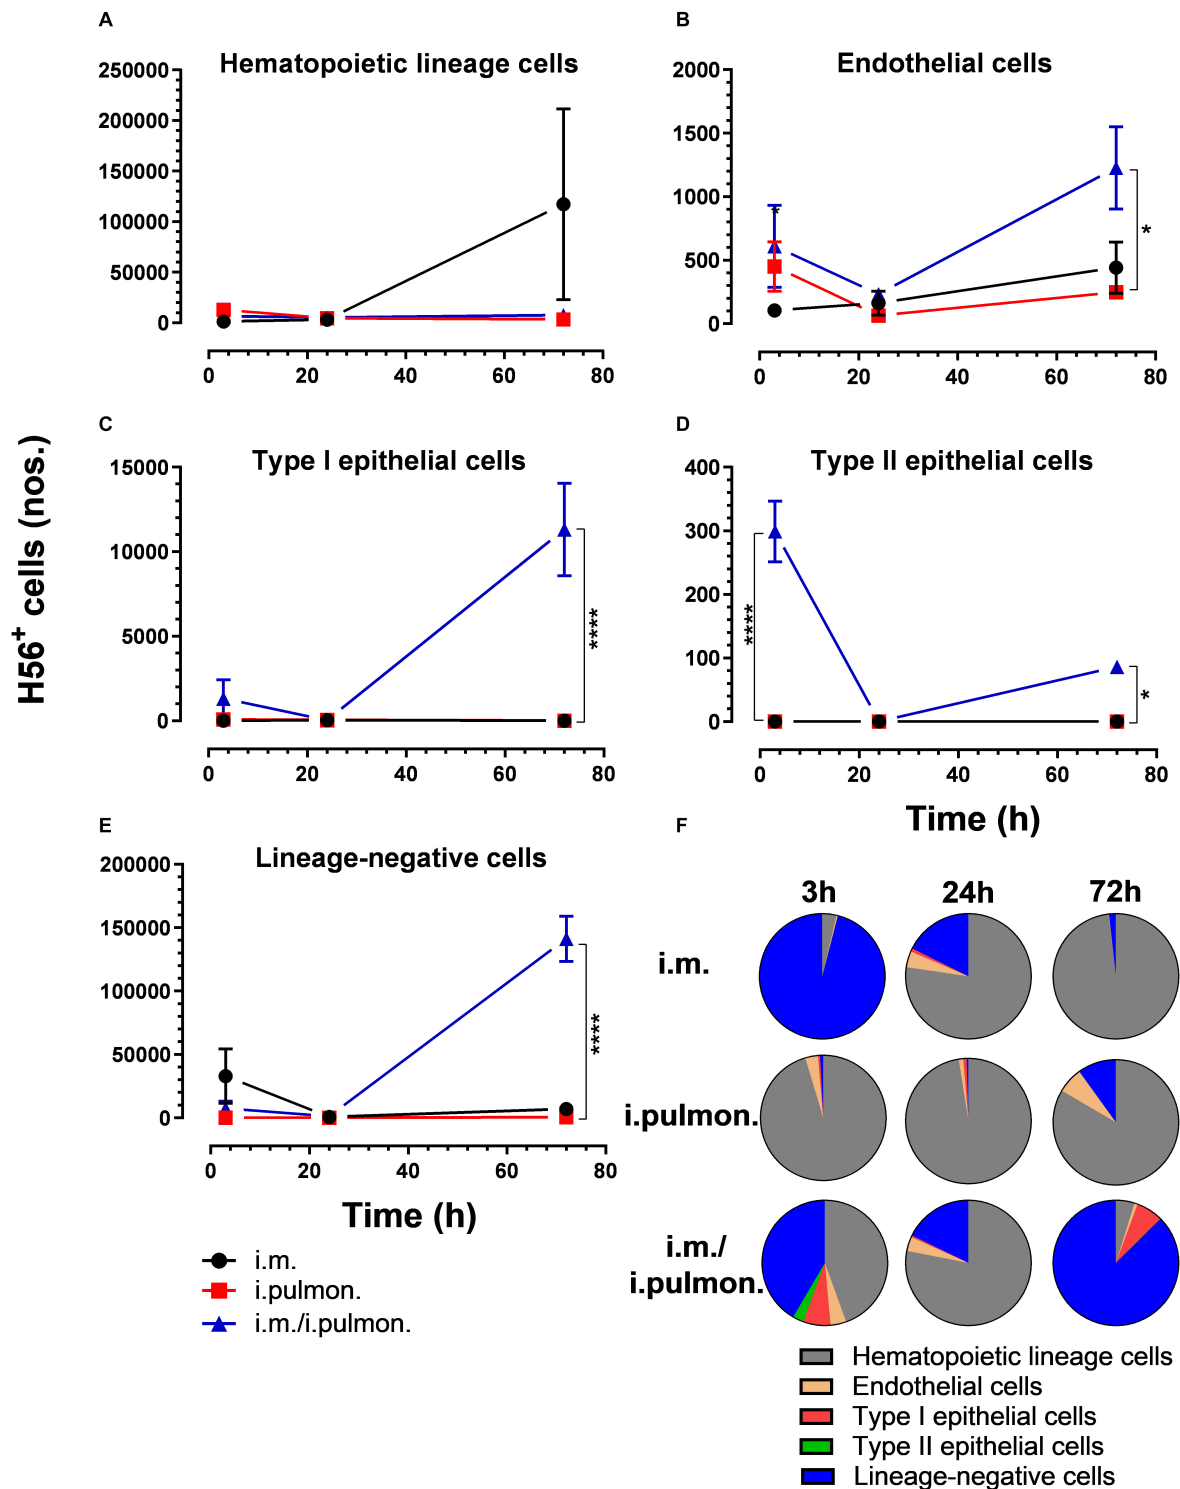 A
Hematopoietic lineage cells
250000
200000
150000
100000
50000
0
0 20 40 60 80
B
Endothelial cells
2000
1500
1000
500
0
*
*
0 20 40 60 80
H56+ cells (nos.)
C
Type I epithelial cells
15000
10000
5000
0
****
0 20 40 60 80
D
Type II epithelial cells
400
300
200
100
0
****
*
0 20 40 60 80
Time (h)
E
Lineage-negative cells
200000
150000
100000
50000
0
****
0 20 40 60 80
Time (h)
i.m.
i.pulmon.
i.m./i.pulmon.
F
3h 24h 72h
i.m.
i.pulmon.
i.m./
i.pulmon.
Hematopoietic lineage cells
Endothelial cells
Type I epithelial cells
Type II epithelial cells
Lineage-negative cells